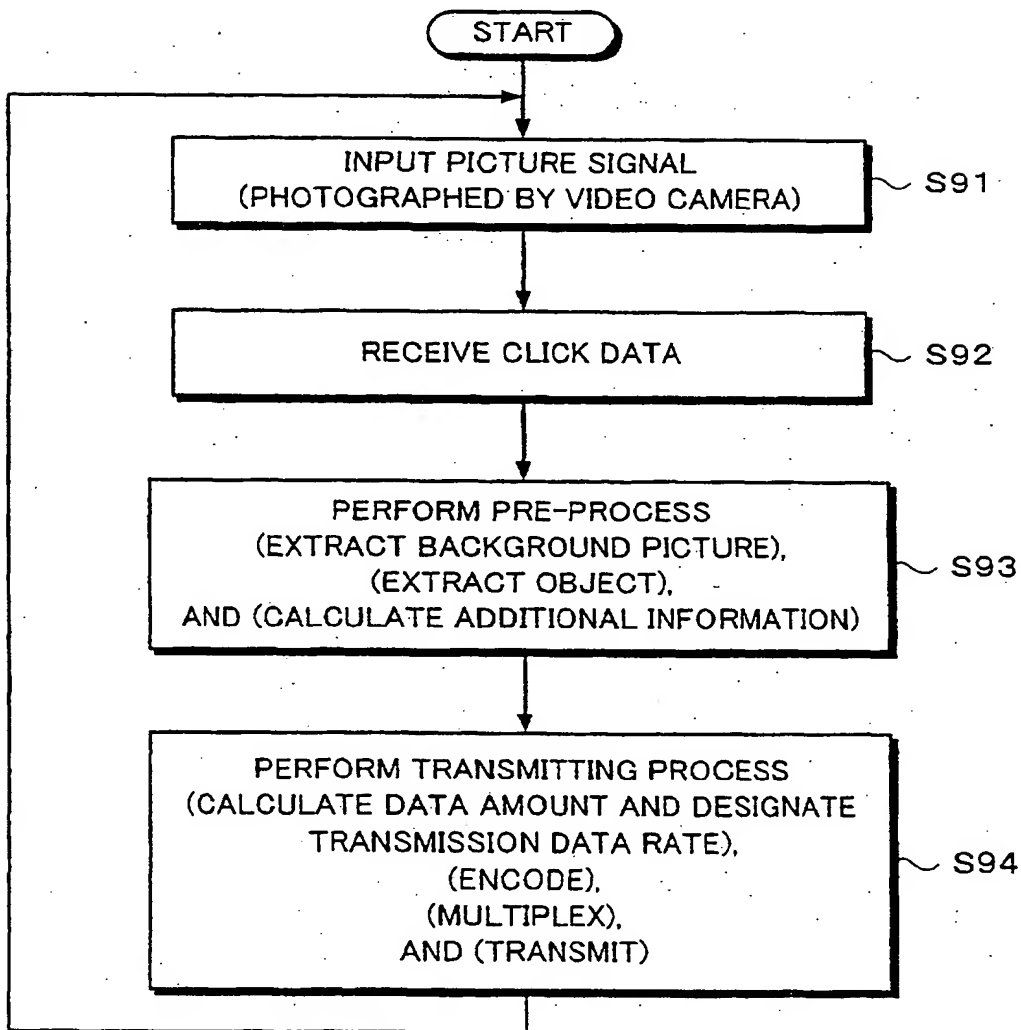 START
INPUT PICTURE SIGNAL
(PHOTOGRAPHED BY VIDEO CAMERA)
S91
RECEIVE CLICK DATA
S92
PERFORM PRE-PROCESS
(EXTRACT BACKGROUND PICTURE),
(EXTRACT OBJECT),
AND (CALCULATE ADDITIONAL INFORMATION)
S93
PERFORM TRANSMITTING PROCESS
(CALCULATE DATA AMOUNT AND DESIGNATE
TRANSMISSION DATA RATE),
(ENCODE),
(MULTIPLEX),
AND (TRANSMIT)
S94